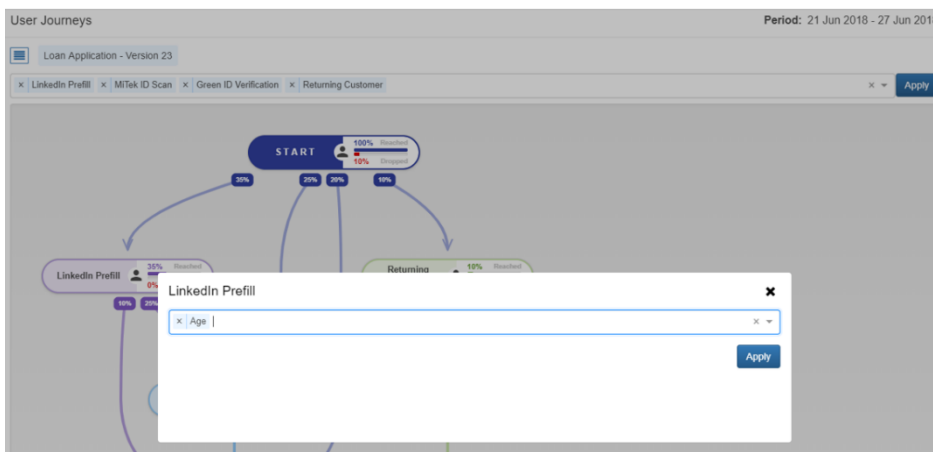 User Journeys
Period: 21 Jun 2018 - 27 Jun 201
Loan Application - Version 23
× LinkedIn Prefill × MiTek ID Scan × Green ID Verification × Returning Customer
Apply
START
100% Reached
10% Dropped
35%
25%
20%
10%
LinkedIn Prefill
35% Reached
0%
Returning
10% Reached
10%
25%
LinkedIn Prefill
× Age
Apply